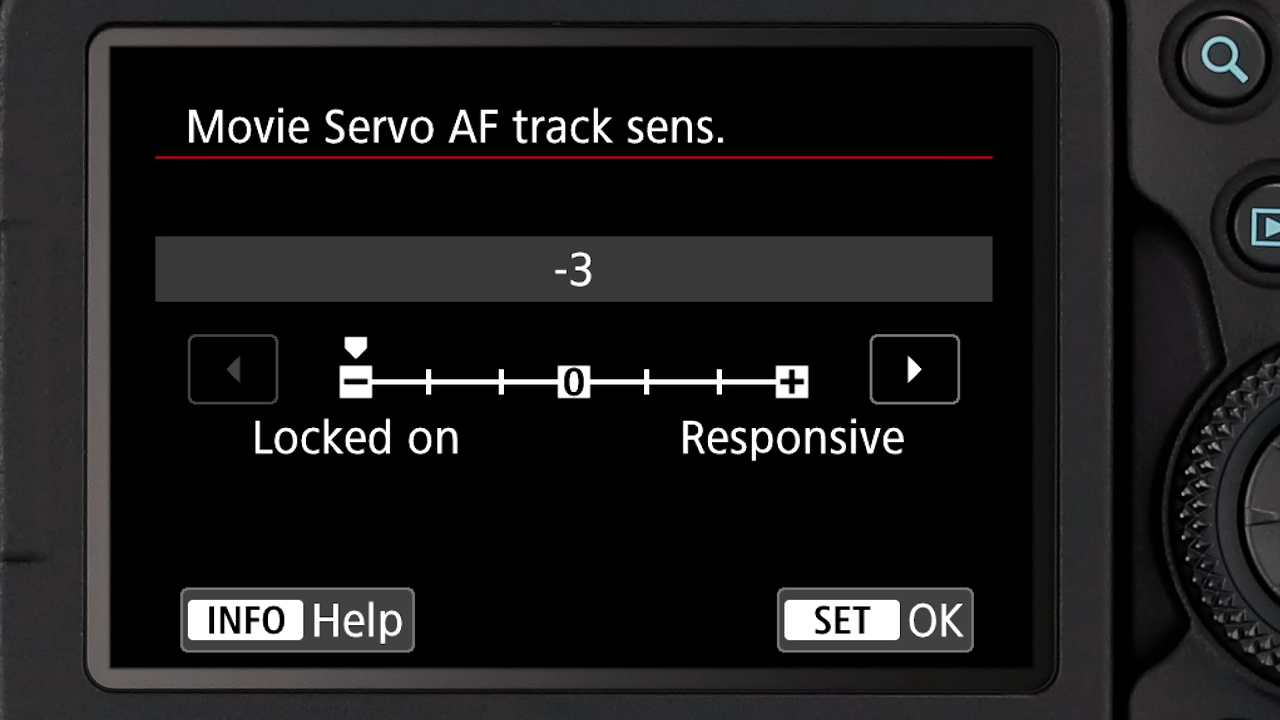 Movie Servo AF track sens.
-3
− 0 +
Locked on Responsive
INFO Help SET OK